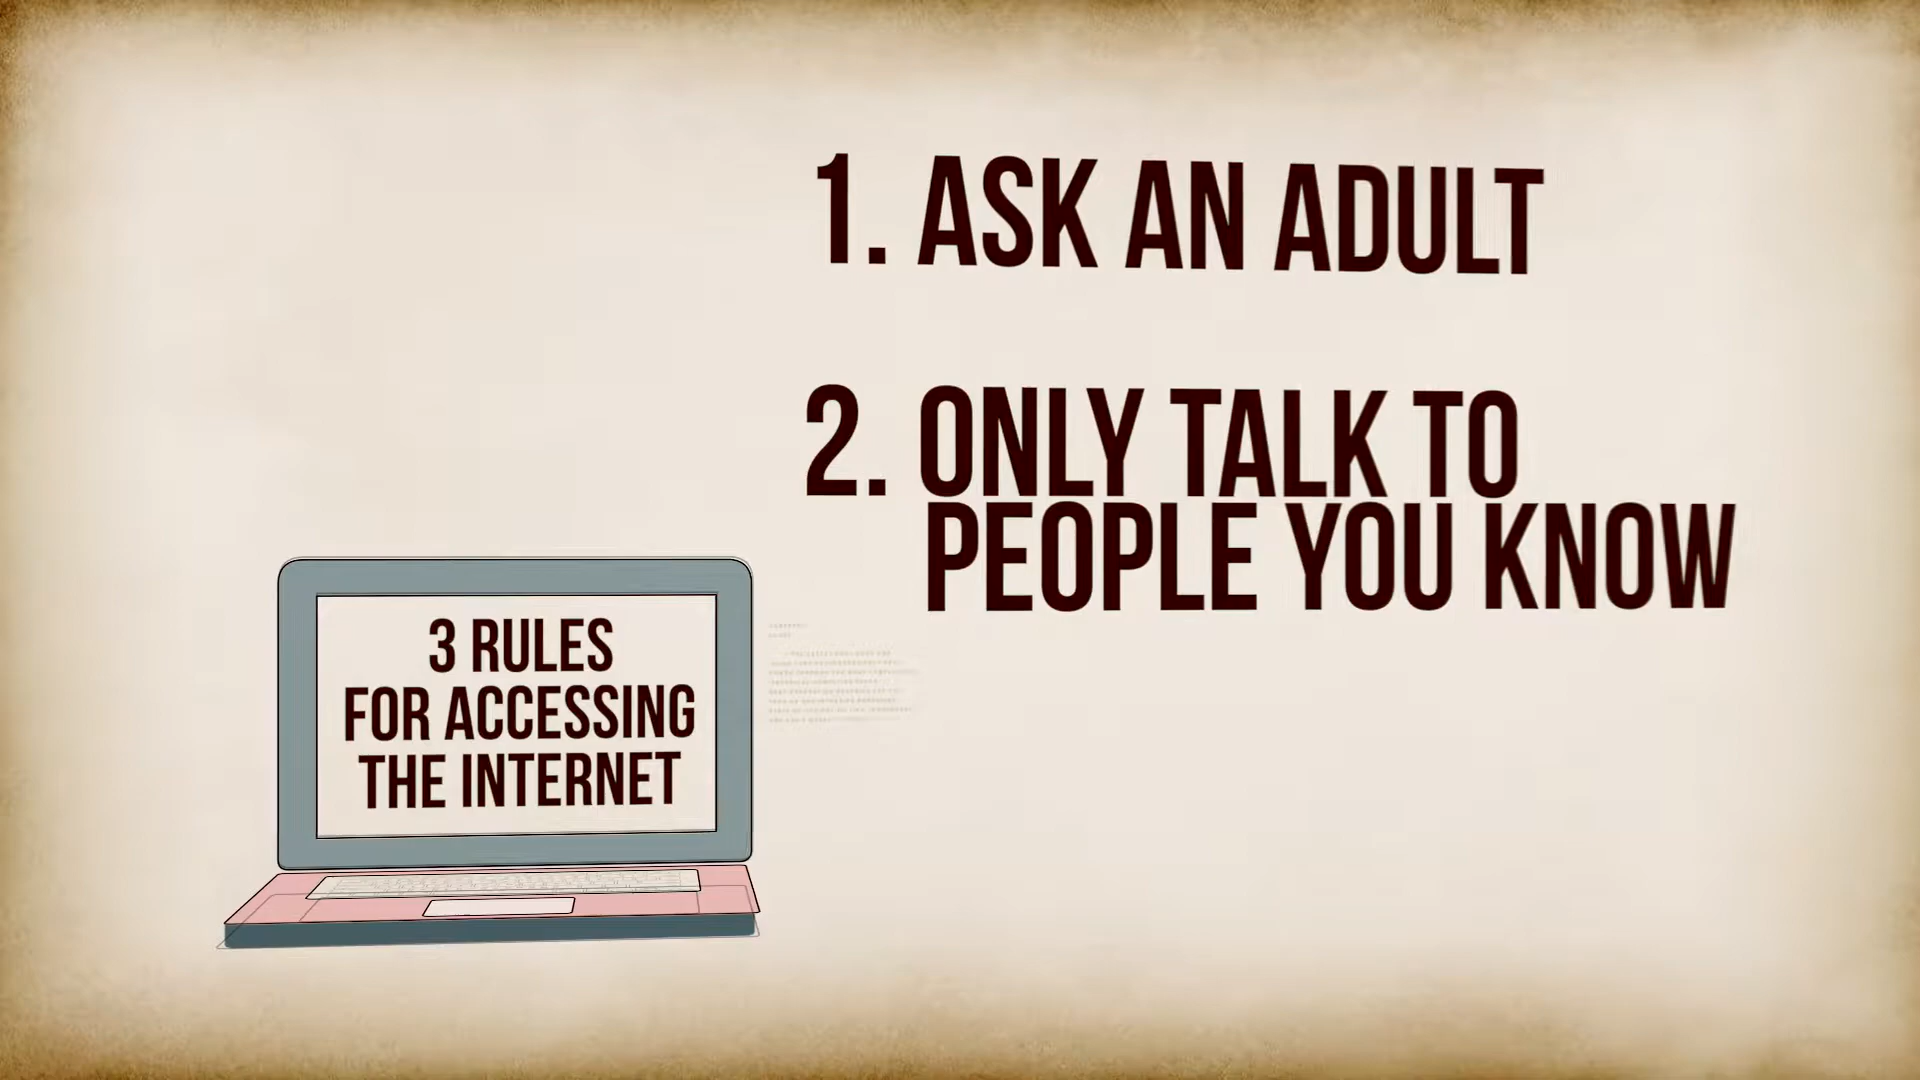 1. ASK AN ADULT
2. ONLY TALK TO
PEOPLE YOU KNOW
3 RULES
FOR ACCESSING
THE INTERNET